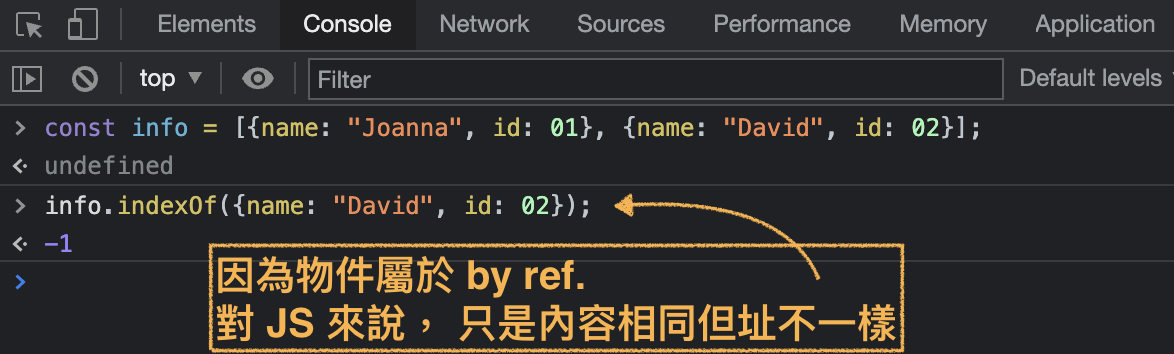 Elements Console Network Sources Performance Memory Application
top ▼ Filter Default levels
> const info = [{name: "Joanna", id: 01}, {name: "David", id: 02}];
undefined
> info.indexOf({name: "David", id: 02});
-1
>
因為物件屬於 by ref.
對 JS 來說， 只是內容相同但址不一樣